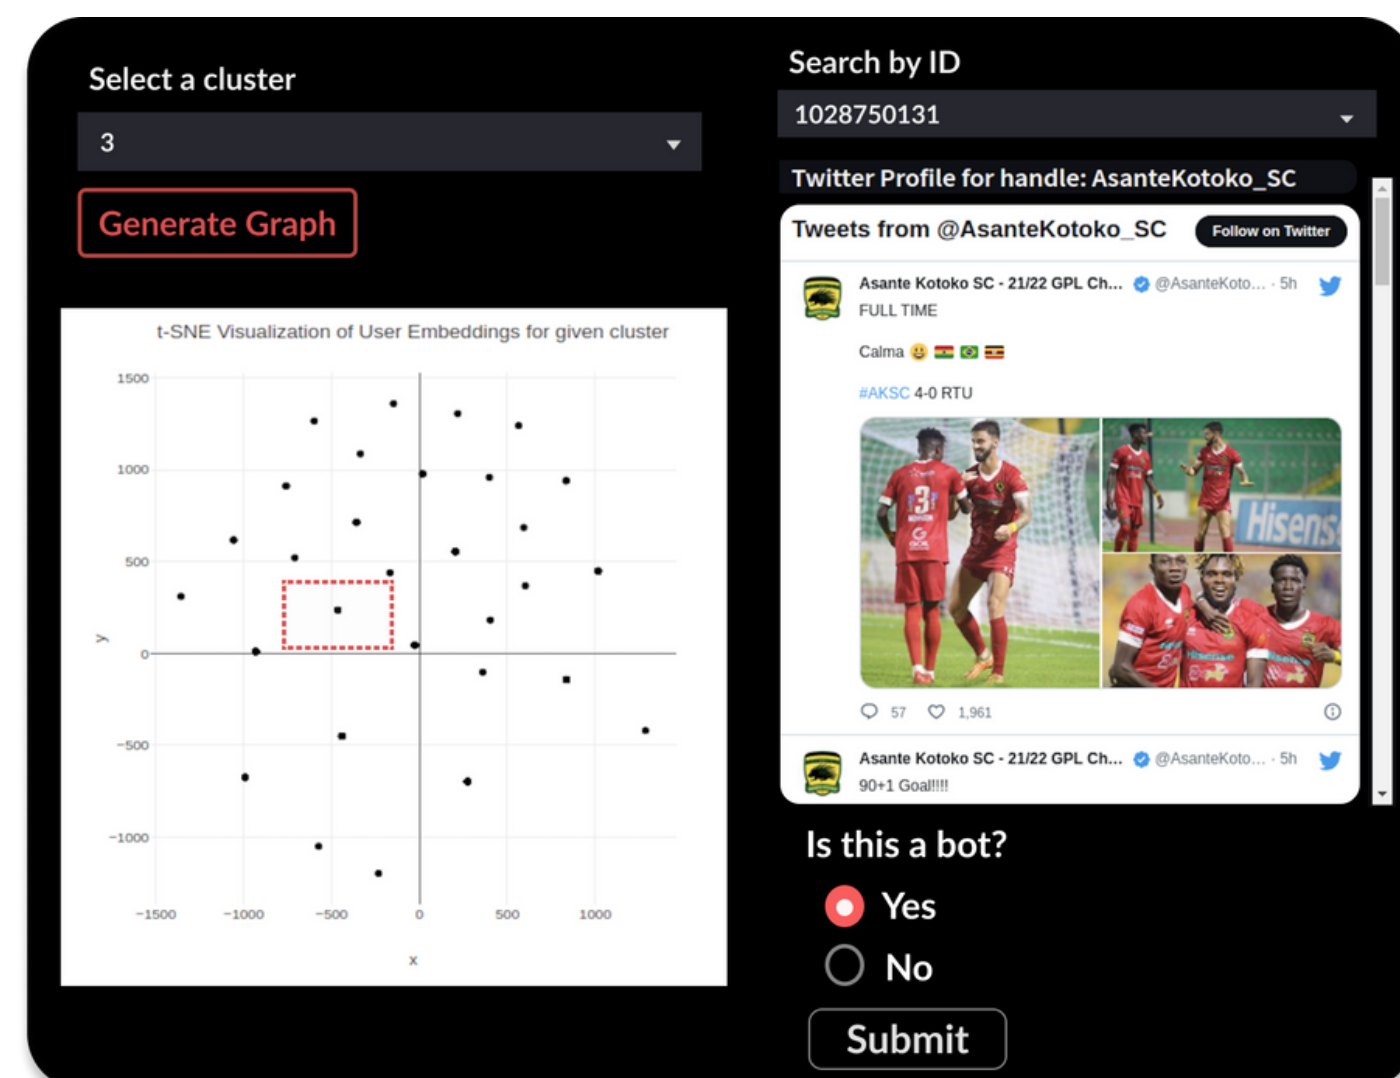 Select a cluster
3
Generate Graph
t-SNE Visualization of User Embeddings for given cluster
1500
1000
500
0
−500
−1000
y
−1500
−1000
−500
0
500
1000
x
Search by ID
1028750131
Twitter Profile for handle: AsanteKotoko_SC
Tweets from @AsanteKotoko_SC
Follow on Twitter
Asante Kotoko SC - 21/22 GPL Ch... @AsanteKoto... · 5h
FULL TIME
Calma 😀 🇬🇭 🇧🇷 🇺🇬
#AKSC 4-0 RTU
3
Hisens
57 1,961
Asante Kotoko SC - 21/22 GPL Ch... @AsanteKoto... · 5h
90+1 Goal!!!!
Is this a bot?
Yes
No
Submit